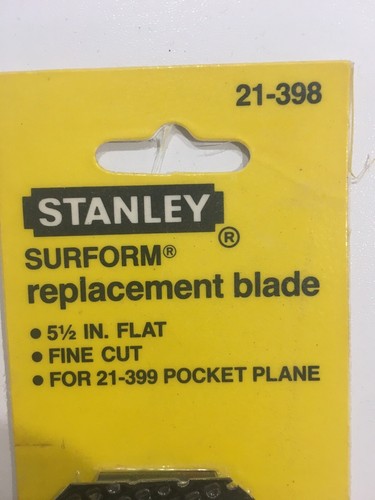 21-398
STANLEY®
SURFORM®
replacement blade
• 5½ IN. FLAT
• FINE CUT
• FOR 21-399 POCKET PLANE